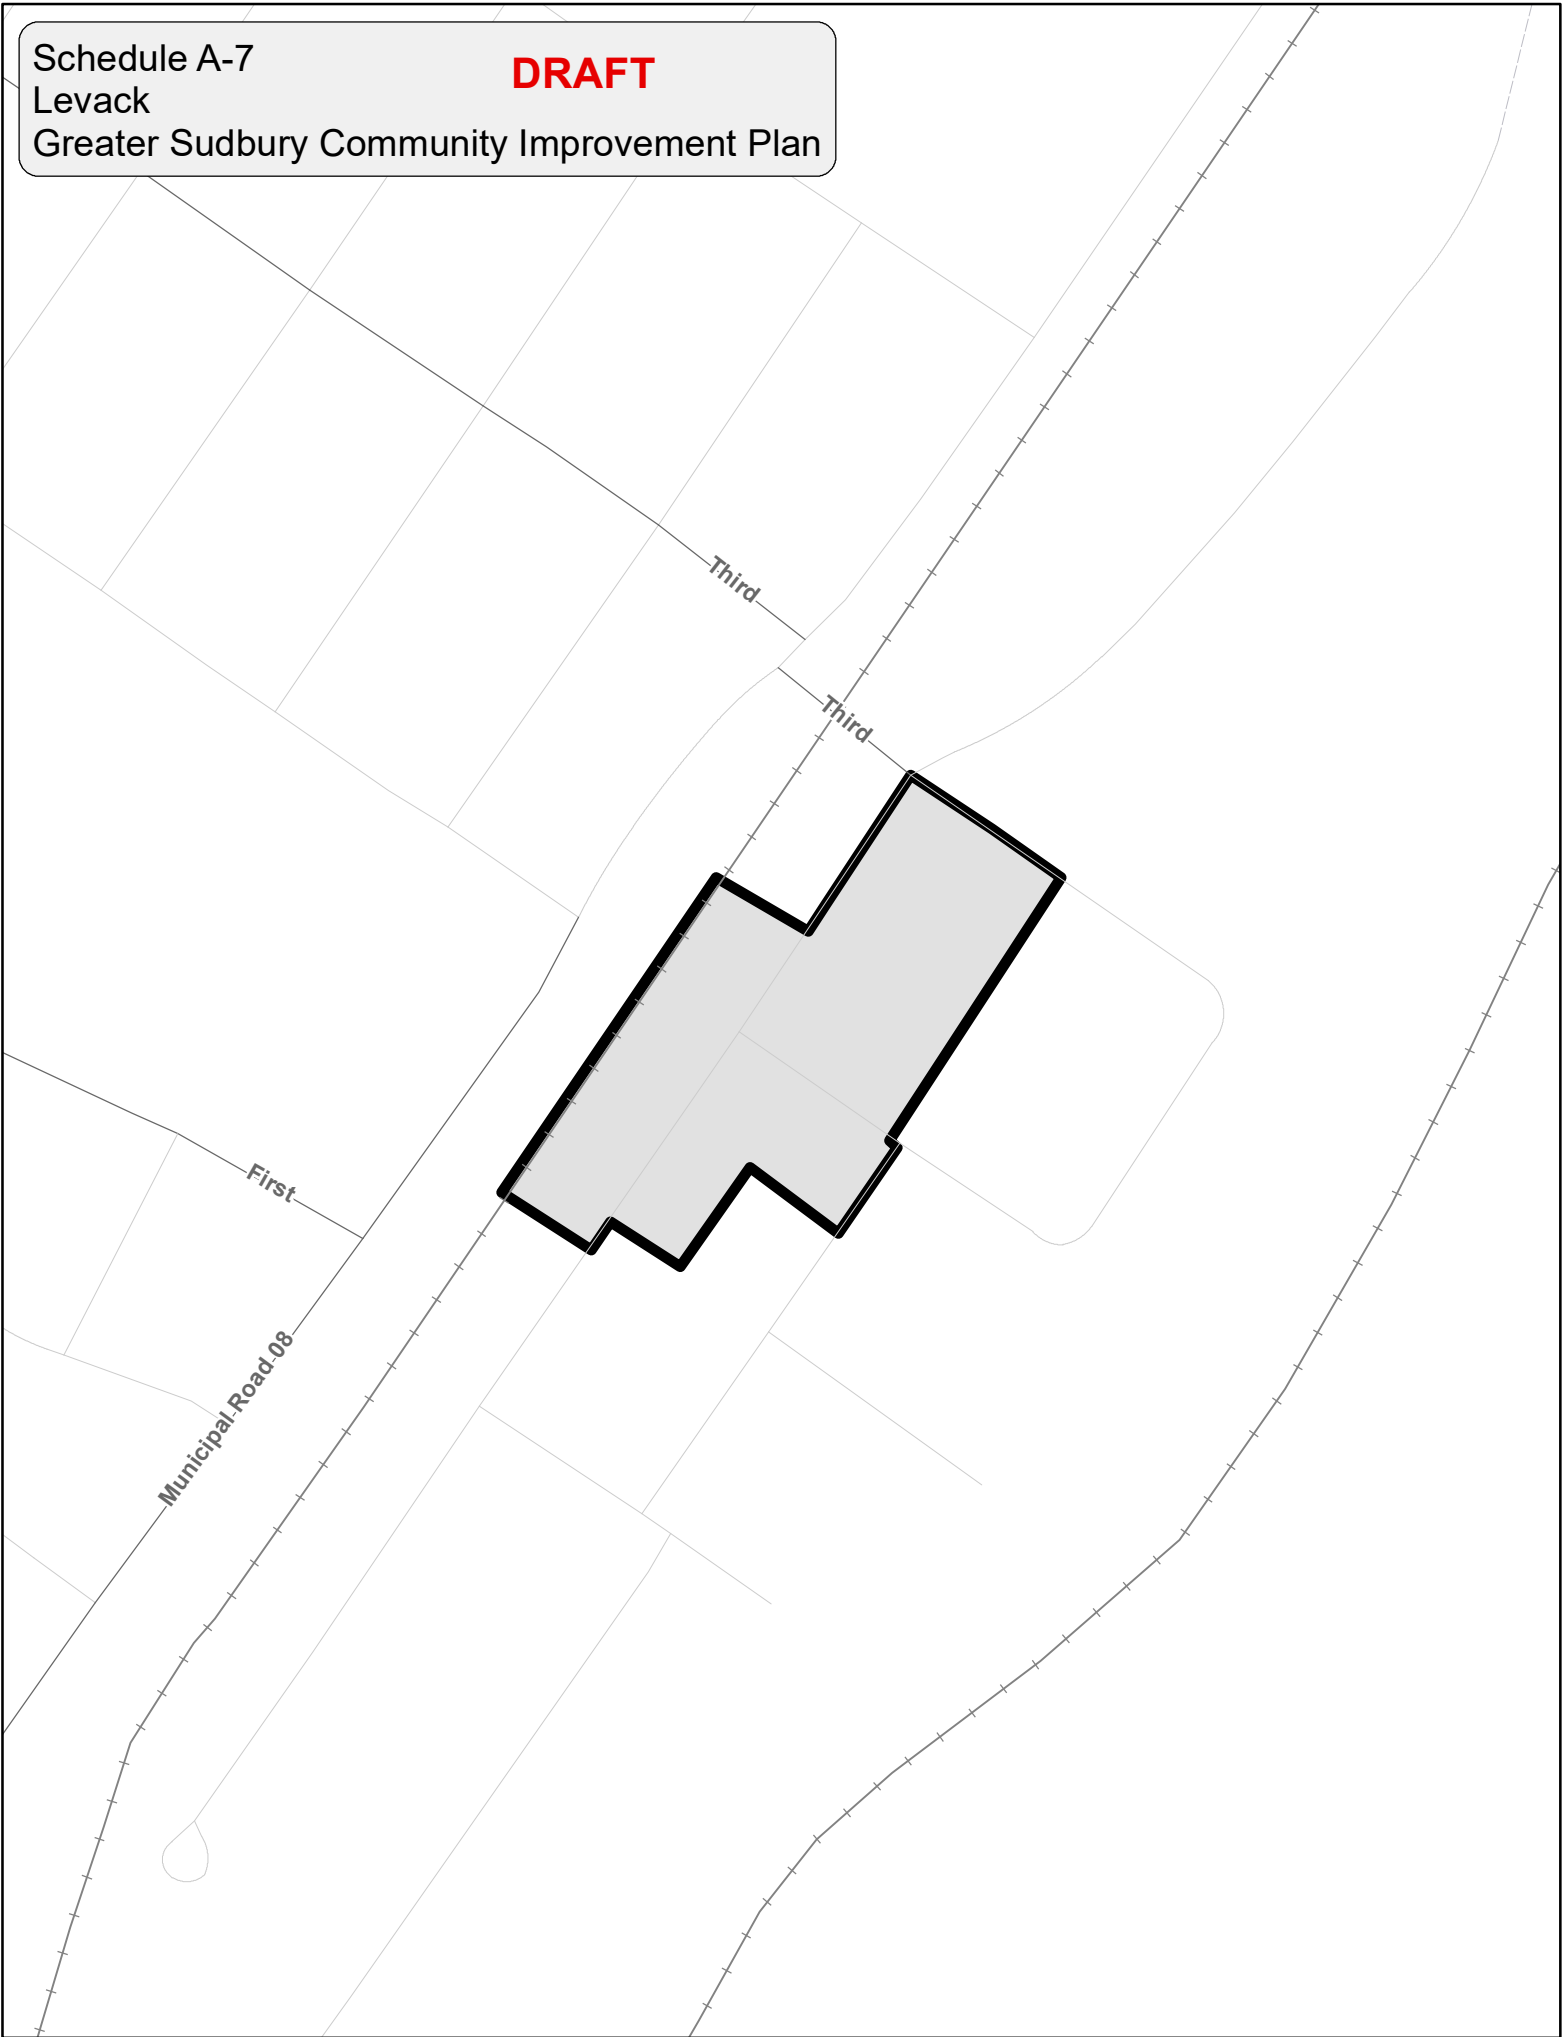 Schedule A-7
DRAFT
Levack
Greater Sudbury Community Improvement Plan
Third
Third
First
Municipal Road 08